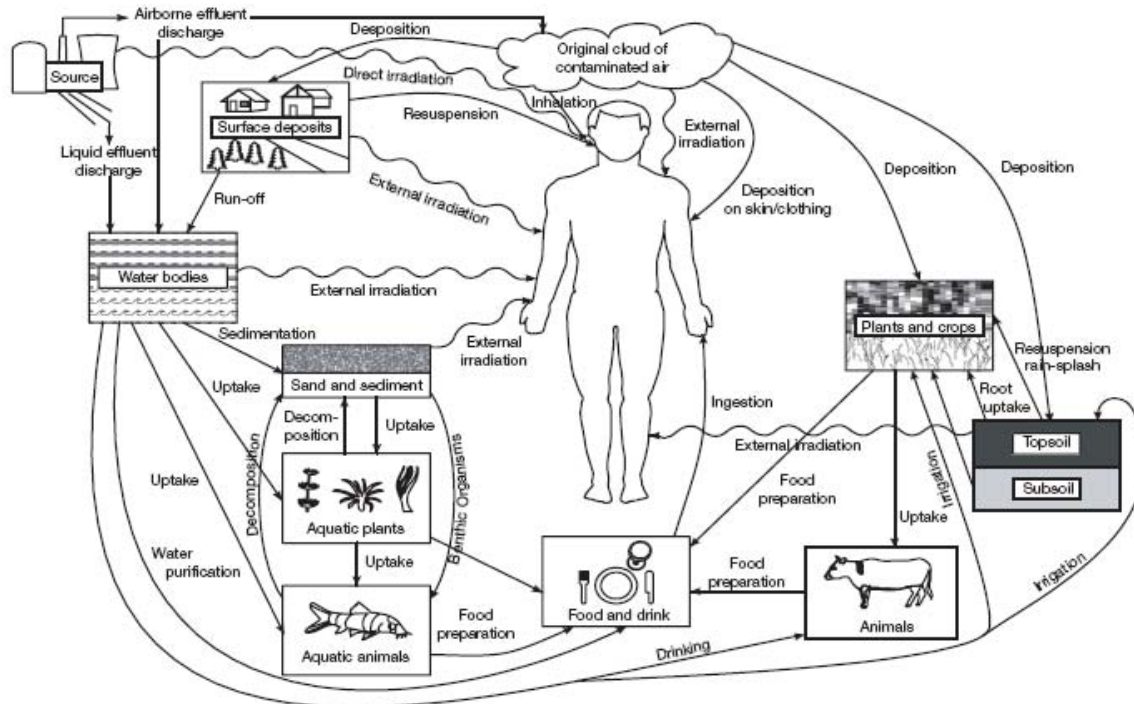 Airborne effluent
discharge
Desposition
Original cloud of
contaminated air
Source
Direct irradiation
Inhalation
Surface deposits
Resuspension
External
irradiation
Liquid effluent
discharge
External irradiation
Deposition
on skin/clothing
Deposition
Deposition
Run-off
Water bodies
External irradiation
Plants and crops
Sedimentation
External
irradiation
Resuspension
rain-splash
Sand and sediment
Root
uptake
Uptake
Decom-
position
Uptake
Ingestion
External irradiation
Topsoil
Subsoil
Uptake
Decomposition
Benthic Organisms
Food
preparation
Irrigation
Aquatic plants
Uptake
Water
purification
Uptake
Food
preparation
Irrigation
Food
preparation
Food and drink
Animals
Aquatic animals
Drinking